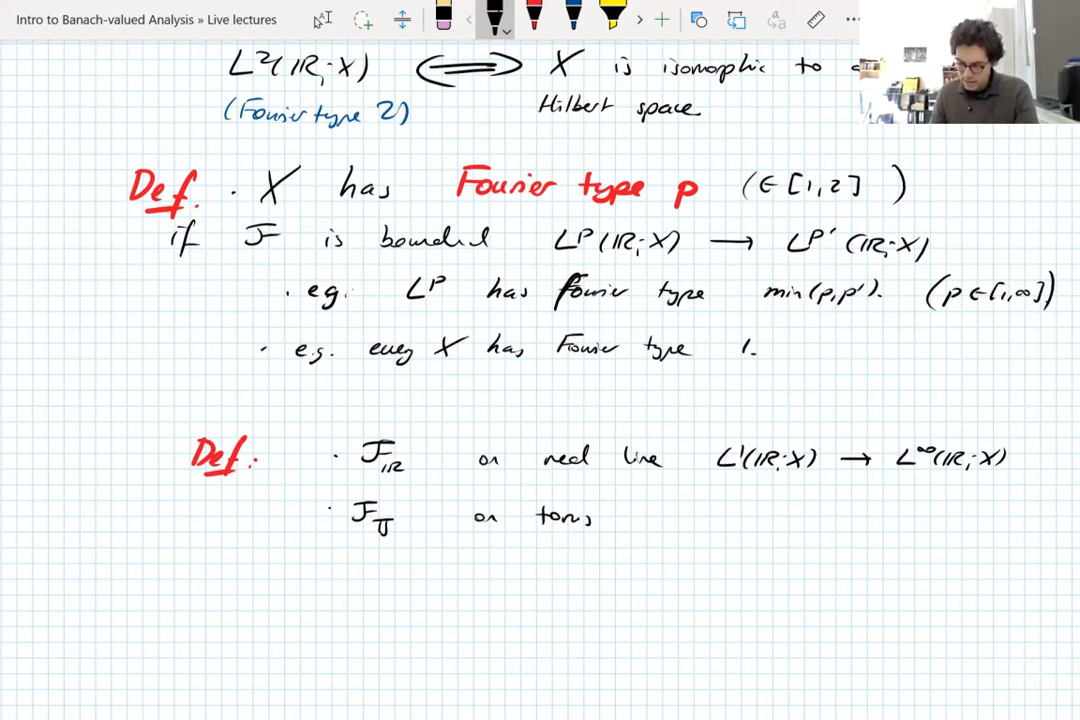 Intro to Banach-valued Analysis » Live lectures
L²(ℝ; X) ⟺ X is isomorphic to a
(Fourier type 2) Hilbert space
Def. · X has Fourier type p (∈ [1,2])
if ℱ is bounded L^p(ℝ; X) → L^p'(ℝ; X)
· eg. L^p has Fourier type min(p,p'). (p ∈ [1,∞])
· e.g. every X has Fourier type 1.
Def: · ℱ_ℝ on real line L¹(ℝ; X) → L^∞(ℝ; X)
· ℱ_𝕋 on torus